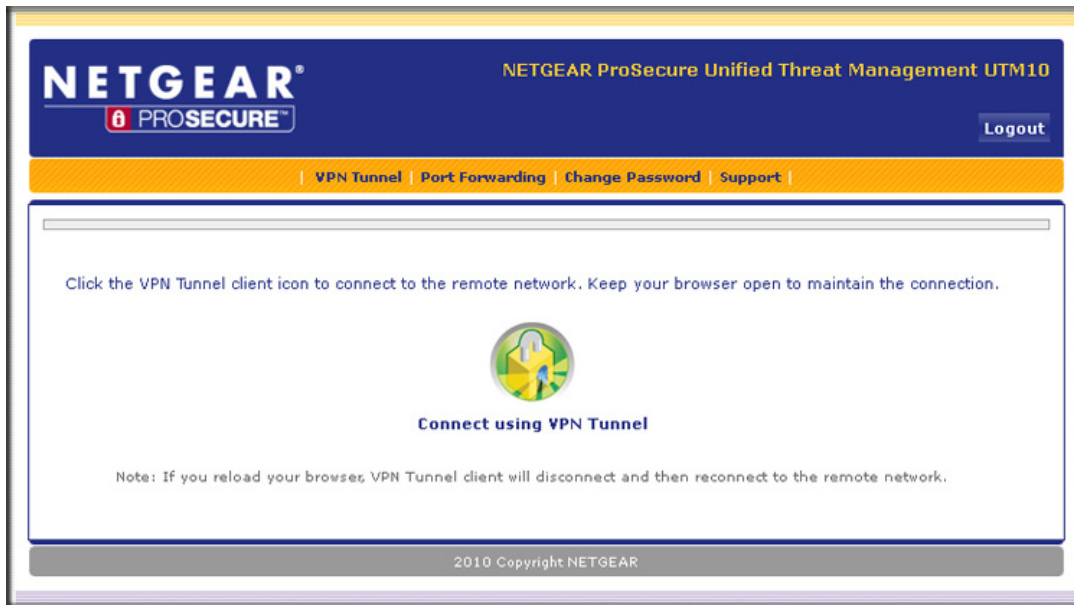 NETGEAR®
PROSECURE™
NETGEAR ProSecure Unified Threat Management UTM10
Logout
| VPN Tunnel | Port Forwarding | Change Password | Support |
Click the VPN Tunnel client icon to connect to the remote network. Keep your browser open to maintain the connection.
Connect using VPN Tunnel
Note: If you reload your browser, VPN Tunnel client will disconnect and then reconnect to the remote network.
2010 Copyright NETGEAR